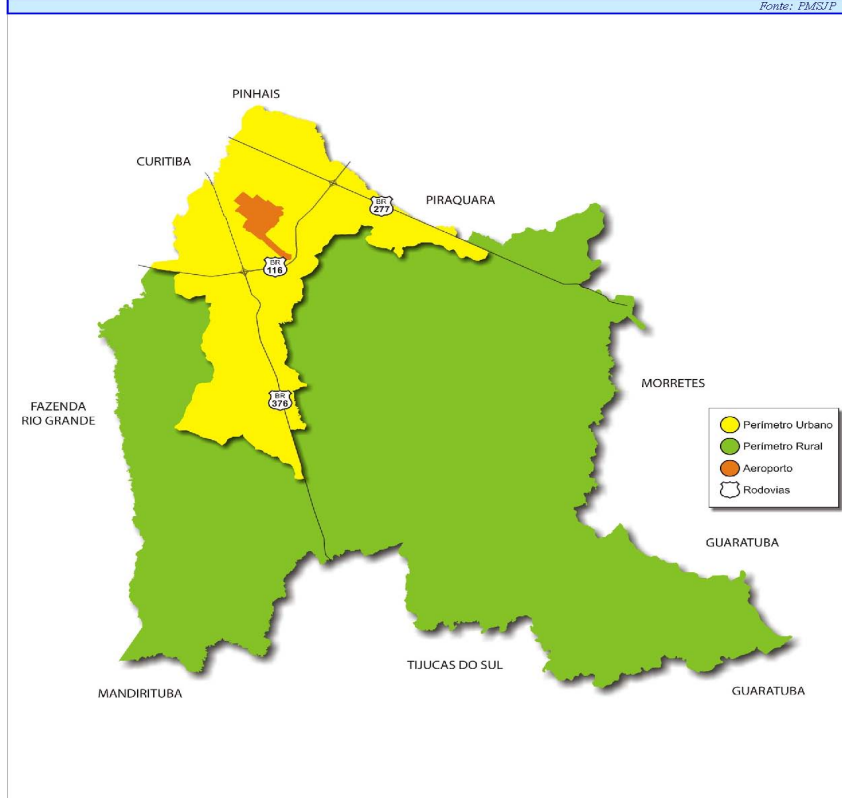 Fonte: PMSJP
PINHAIS
CURITIBA
PIRAQUARA
BR
277
BR
116
MORRETES
BR
376
FAZENDA
RIO GRANDE
Perímetro Urbano
Perímetro Rural
Aeroporto
Rodovias
GUARATUBA
TIJUCAS DO SUL
MANDIRITUBA
GUARATUBA